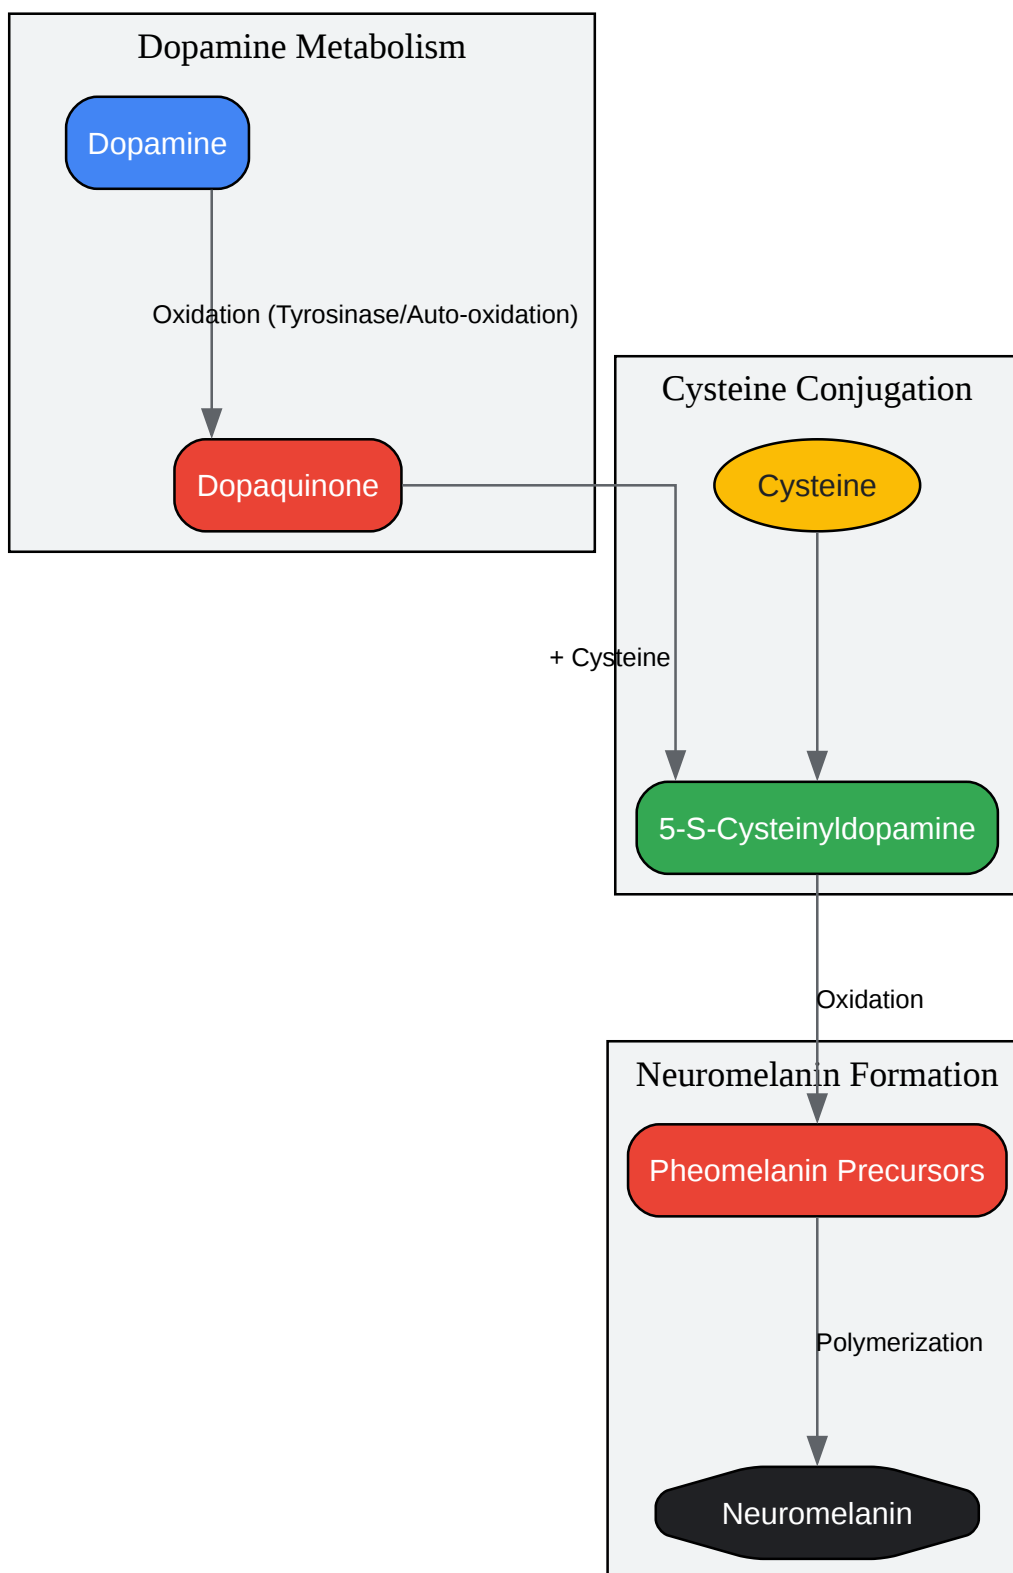 Dopamine Metabolism
Dopamine
Oxidation (Tyrosinase/Auto-oxidation)
Dopaquinone
Cysteine Conjugation
Cysteine
+ Cysteine
5-S-Cysteinyldopamine
Oxidation
Neuromelanin Formation
Pheomelanin Precursors
Polymerization
Neuromelanin